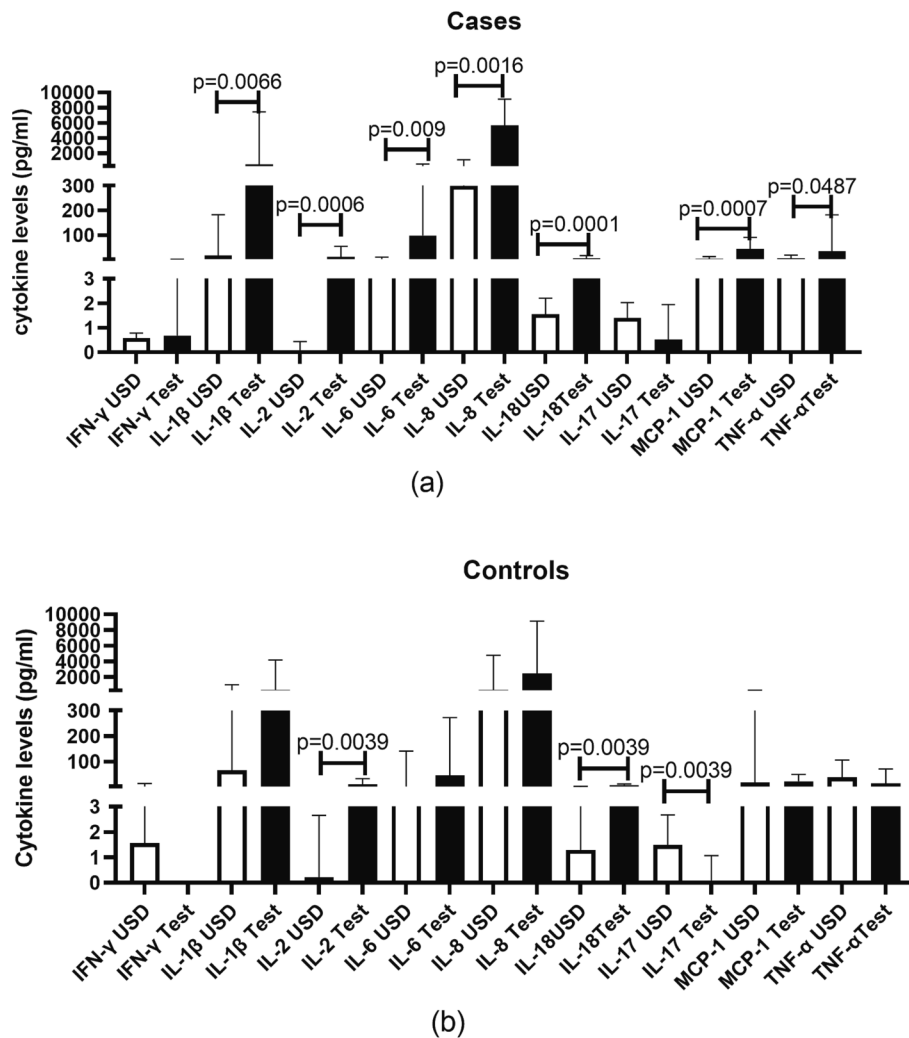 Cases
cytokine levels (pg/ml)
10000
8000
6000
4000
2000
300
200
100
3
2
1
0
p=0.0066
p=0.0006
p=0.009
p=0.0016
p=0.0001
p=0.0007
p=0.0487
IFN-γ USD
IFN-γ Test
IL-1β USD
IL-1β Test
IL-2 USD
IL-2 Test
IL-6 USD
IL-6 Test
IL-8 USD
IL-8 Test
IL-18USD
IL-18Test
IL-17 USD
IL-17 Test
MCP-1 USD
MCP-1 Test
TNF-α USD
TNF-αTest
(a)
Controls
Cytokine levels (pg/ml)
10000
8000
6000
4000
2000
300
200
100
3
2
1
0
p=0.0039
p=0.0039
p=0.0039
IFN-γ USD
IFN-γ Test
IL-1β USD
IL-1β Test
IL-2 USD
IL-2 Test
IL-6 USD
IL-6 Test
IL-8 USD
IL-8 Test
IL-18USD
IL-18Test
IL-17 USD
IL-17 Test
MCP-1 USD
MCP-1 Test
TNF-α USD
TNF-αTest
(b)